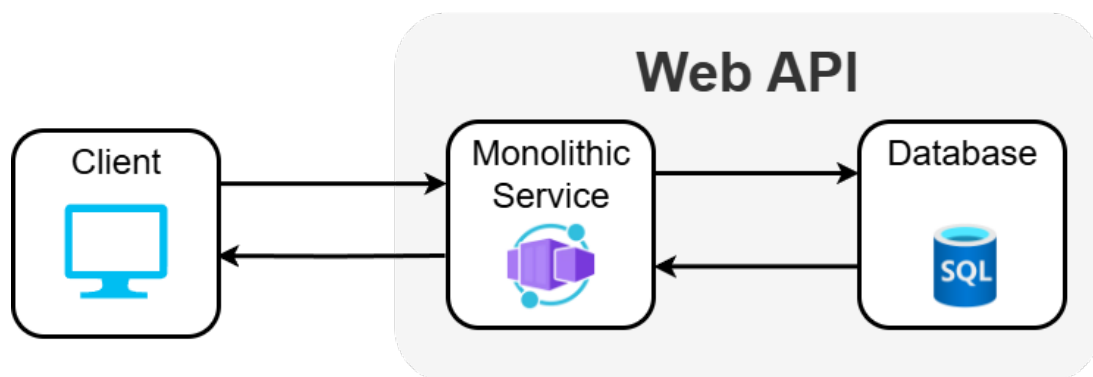 Web API
Client
Monolithic
Service
Database
SQL